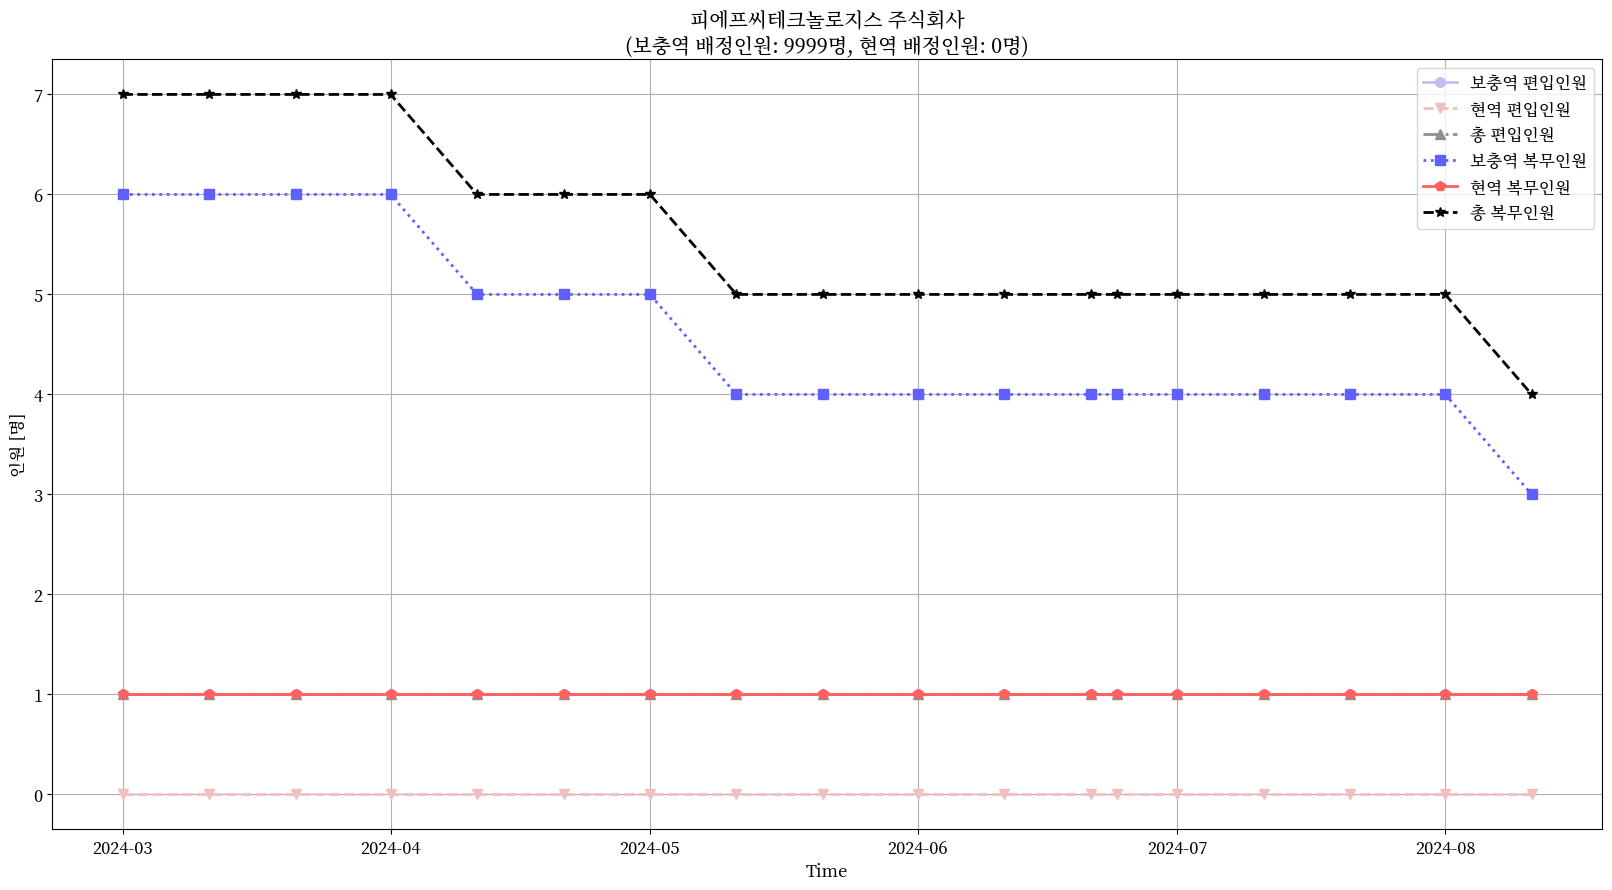 피에프씨테크놀로지스 주식회사
(보충역 배정인원: 9999명, 현역 배정인원: 0명)
보충역 편입인원
현역 편입인원
총 편입인원
보충역 복무인원
현역 복무인원
총 복무인원
인원 [명]
7
6
5
4
3
2
1
0
2024-03
2024-04
2024-05
2024-06
2024-07
2024-08
Time